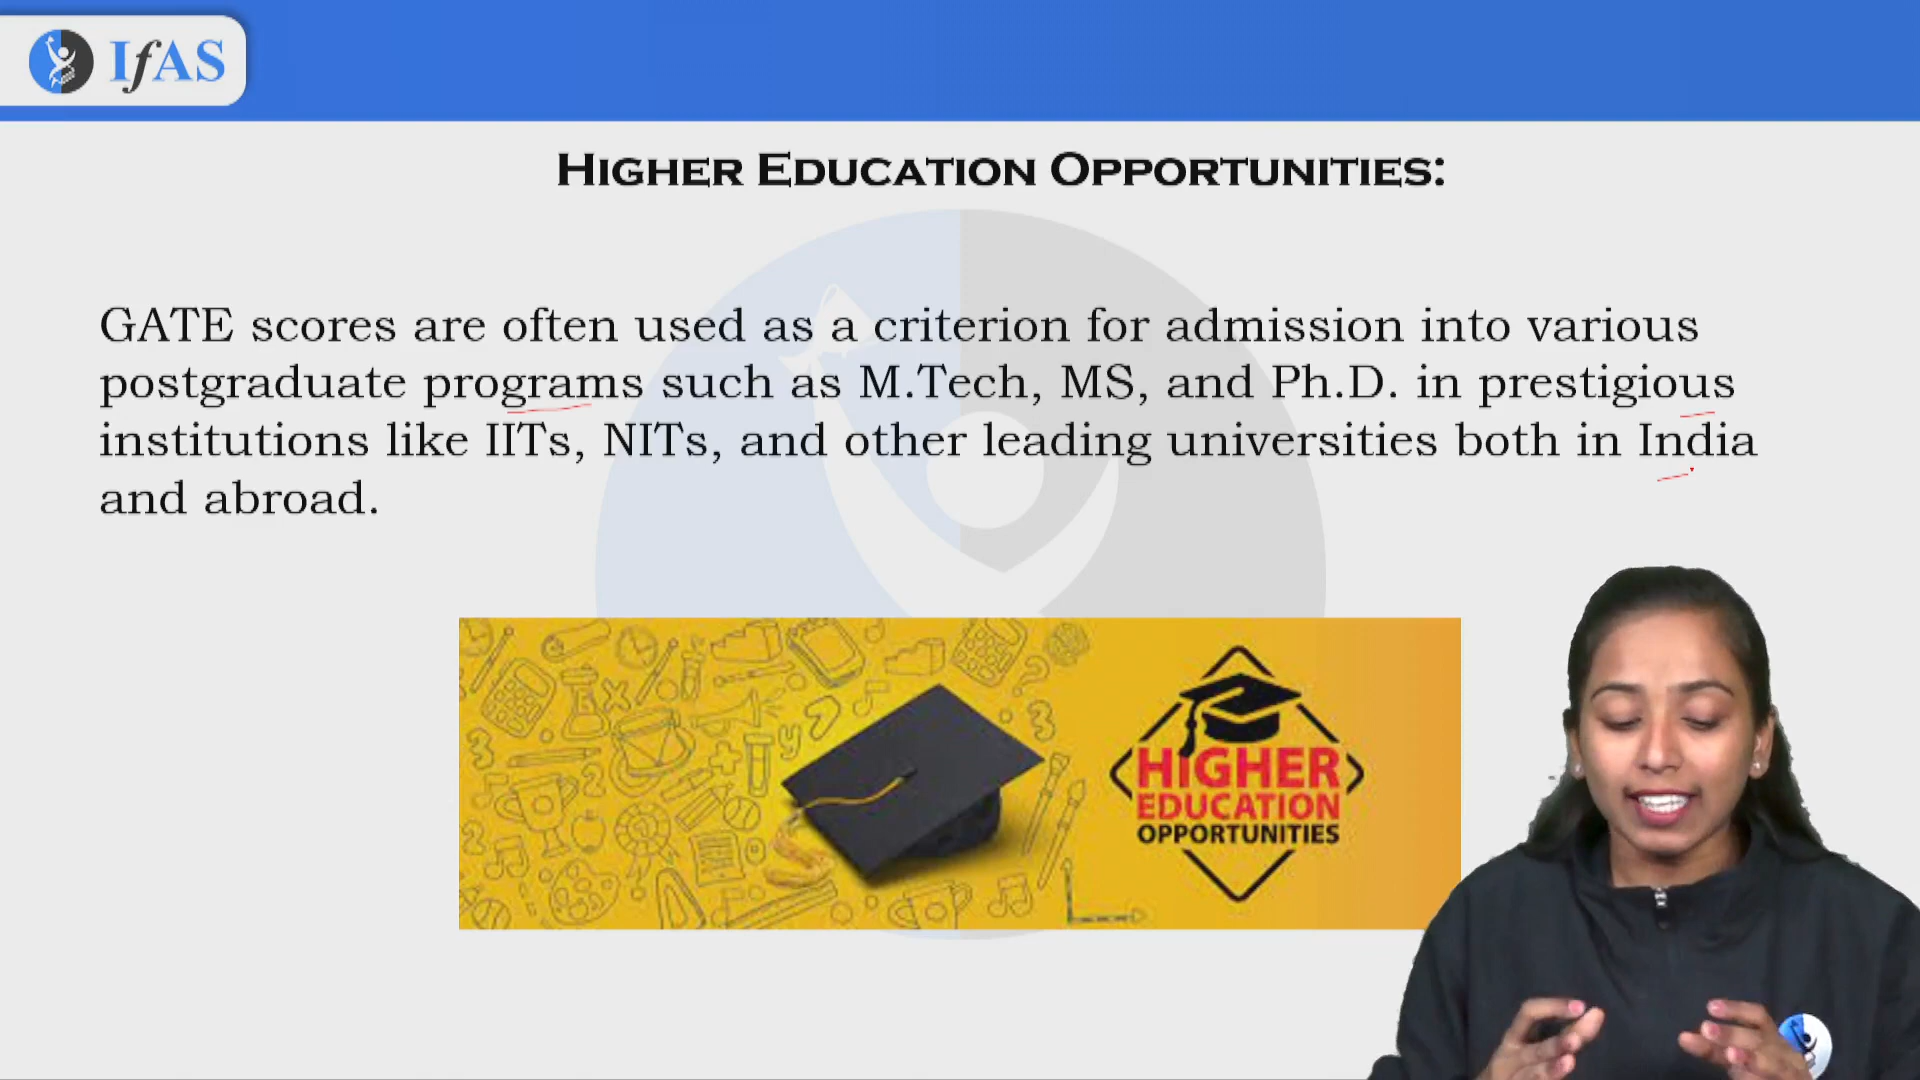 IfAS
HIGHER EDUCATION OPPORTUNITIES:
GATE scores are often used as a criterion for admission into various
postgraduate programs such as M.Tech, MS, and Ph.D. in prestigious
institutions like IITs, NITs, and other leading universities both in India
and abroad.
HIGHER
EDUCATION
OPPORTUNITIES